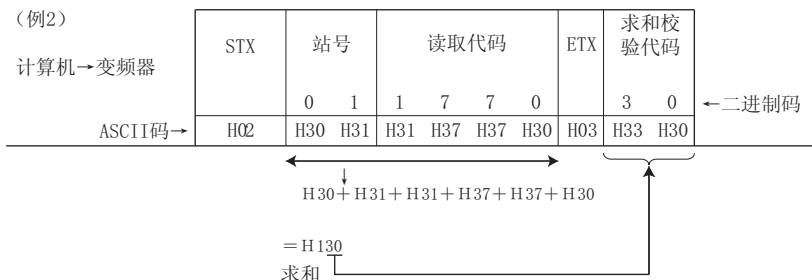 （例2）
计算机→变频器
STX 站号 读取代码 ETX 求和校
验代码
0 1 1 7 7 0 3 0 ←二进制码
ASCII码→ H02 H30 H31 H31 H37 H37 H30 H03 H33 H30
↓
H30＋H31＋H31＋H37＋H37＋H30
＝H130
求和